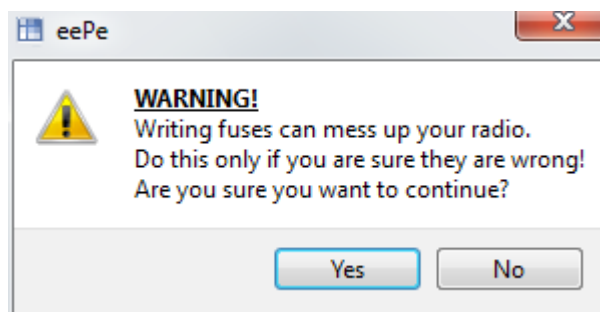 eePe
WARNING!
Writing fuses can mess up your radio.
Do this only if you are sure they are wrong!
Are you sure you want to continue?
Yes
No